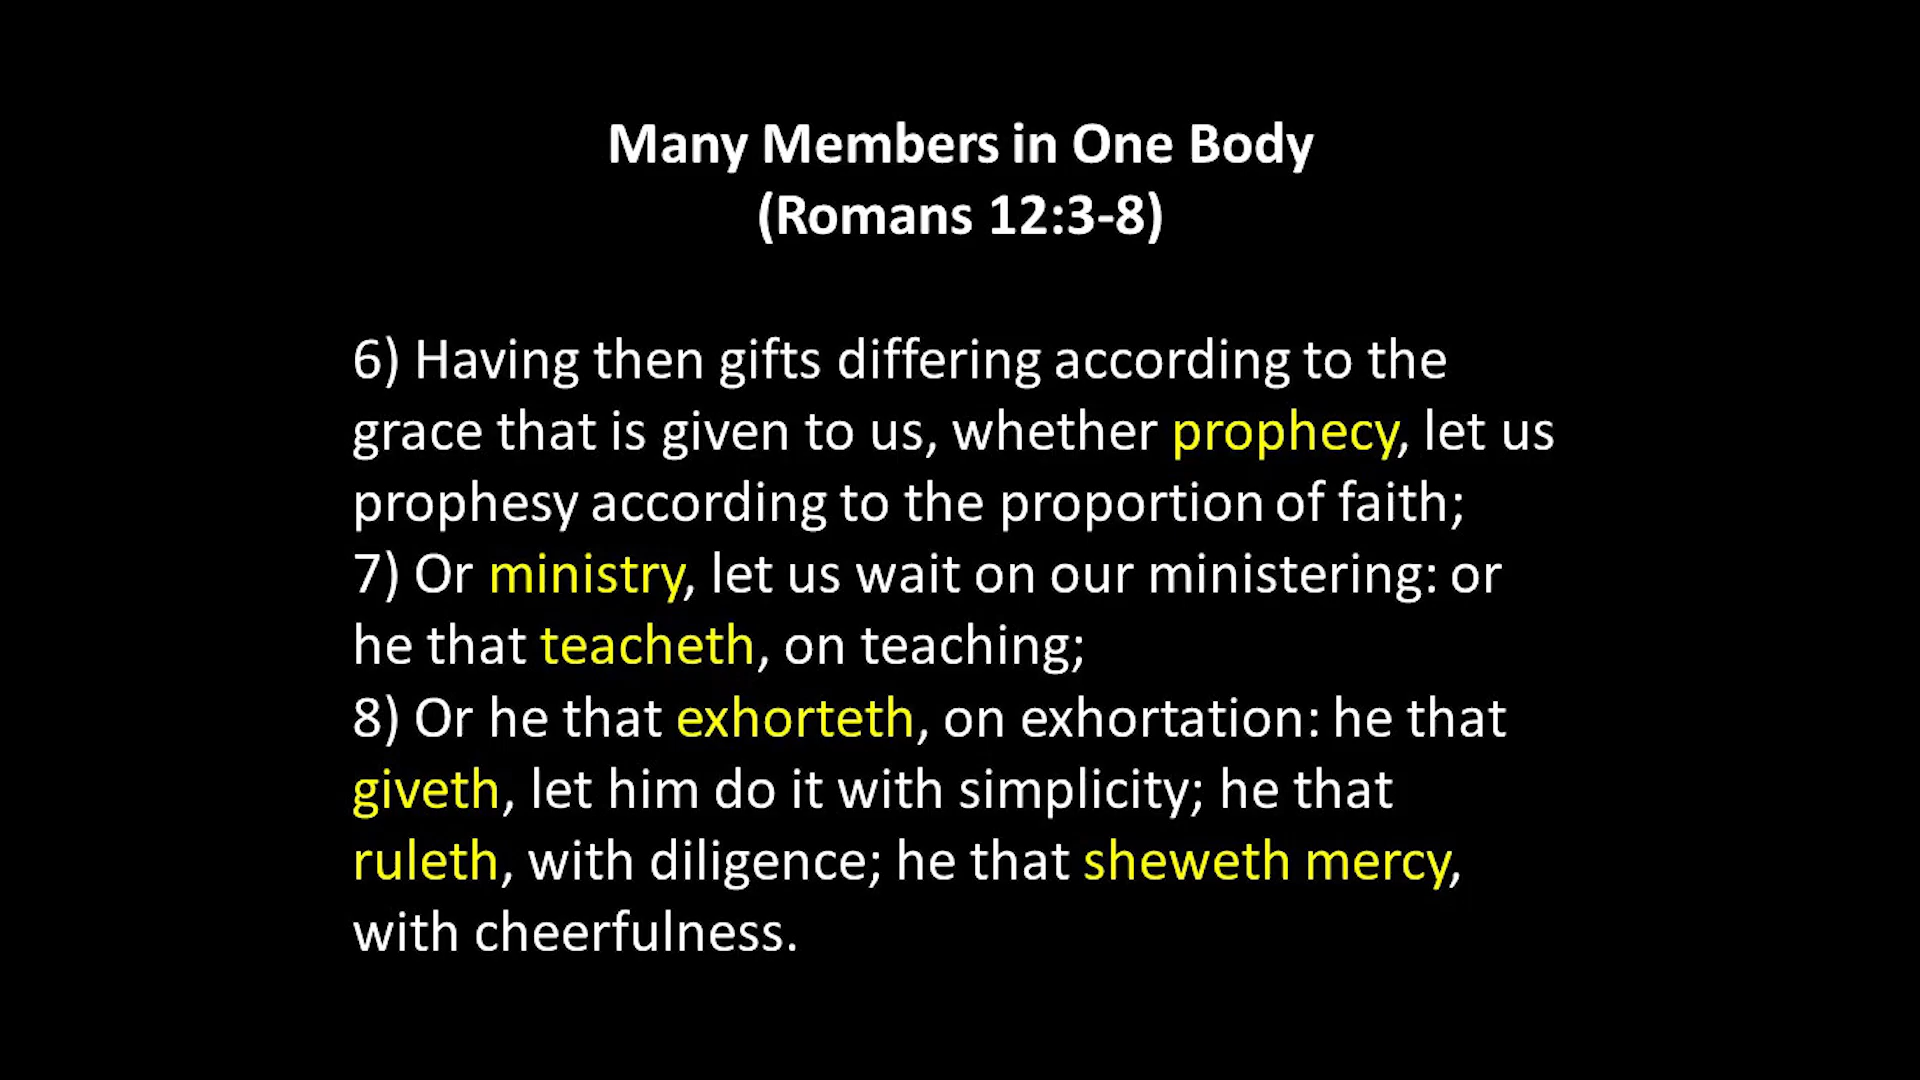 Many Members in One Body
(Romans 12:3-8)
6) Having then gifts differing according to the
grace that is given to us, whether prophecy, let us
prophesy according to the proportion of faith;
7) Or ministry, let us wait on our ministering: or
he that teacheth, on teaching;
8) Or he that exhorteth, on exhortation: he that
giveth, let him do it with simplicity; he that
ruleth, with diligence; he that sheweth mercy,
with cheerfulness.